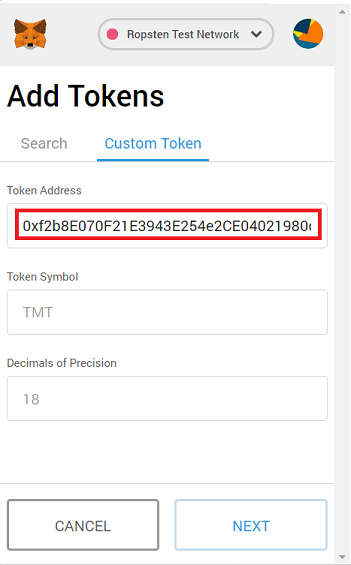 Ropsten Test Network
Add Tokens
Search
Custom Token
Token Address
0xf2b8E070F21E3943E254e2CE04021980
Token Symbol
TMT
Decimals of Precision
18
CANCEL
NEXT